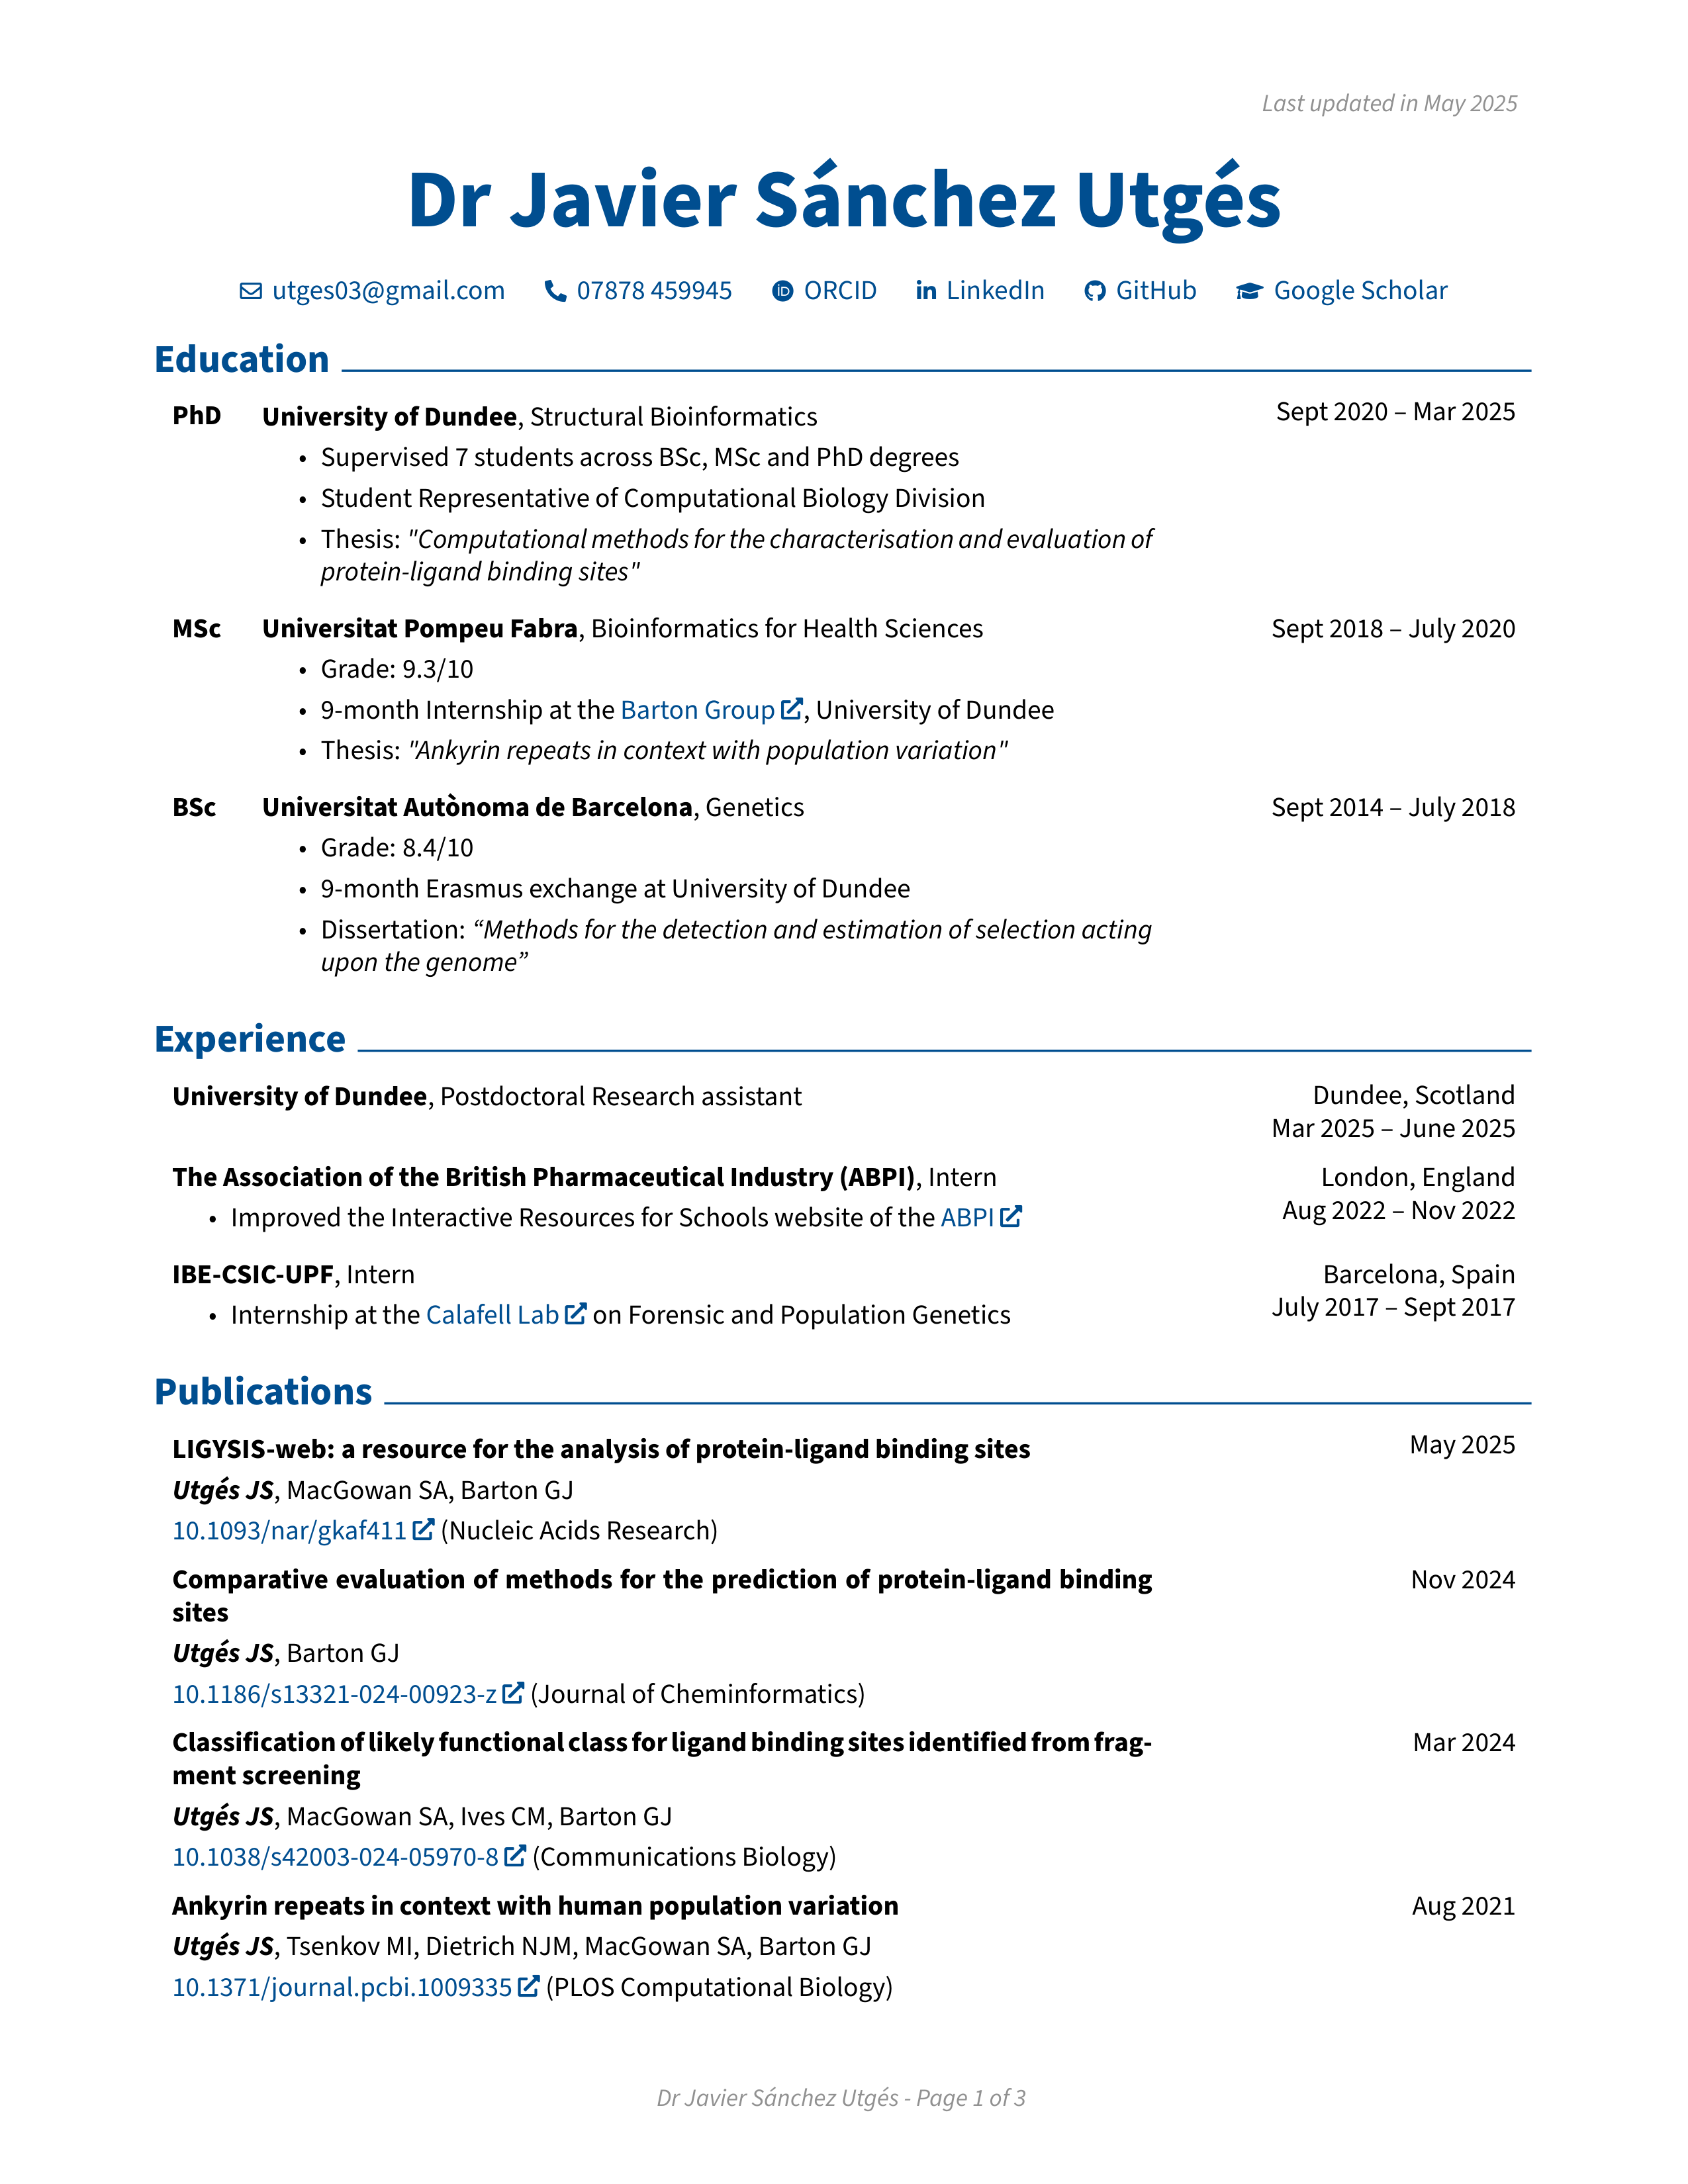 Last updated in May 2025
Dr Javier Sánchez Utgés
utges03@gmail.com 07878 459945 ORCID LinkedIn GitHub Google Scholar
Education
PhD University of Dundee, Structural Bioinformatics Sept 2020 – Mar 2025
• Supervised 7 students across BSc, MSc and PhD degrees
• Student Representative of Computational Biology Division
• Thesis: "Computational methods for the characterisation and evaluation of
protein-ligand binding sites"
MSc Universitat Pompeu Fabra, Bioinformatics for Health Sciences Sept 2018 – July 2020
• Grade: 9.3/10
• 9-month Internship at the Barton Group, University of Dundee
• Thesis: "Ankyrin repeats in context with population variation"
BSc Universitat Autònoma de Barcelona, Genetics Sept 2014 – July 2018
• Grade: 8.4/10
• 9-month Erasmus exchange at University of Dundee
• Dissertation: “Methods for the detection and estimation of selection acting
upon the genome”
Experience
University of Dundee, Postdoctoral Research assistant Dundee, Scotland
Mar 2025 – June 2025
The Association of the British Pharmaceutical Industry (ABPI), Intern London, England
• Improved the Interactive Resources for Schools website of the ABPI Aug 2022 – Nov 2022
IBE-CSIC-UPF, Intern Barcelona, Spain
• Internship at the Calafell Lab on Forensic and Population Genetics July 2017 – Sept 2017
Publications
LIGYSIS-web: a resource for the analysis of protein-ligand binding sites May 2025
Utgés JS, MacGowan SA, Barton GJ
10.1093/nar/gkaf411 (Nucleic Acids Research)
Comparative evaluation of methods for the prediction of protein-ligand binding Nov 2024
sites
Utgés JS, Barton GJ
10.1186/s13321-024-00923-z (Journal of Cheminformatics)
Classification of likely functional class for ligand binding sites identified from frag- Mar 2024
ment screening
Utgés JS, MacGowan SA, Ives CM, Barton GJ
10.1038/s42003-024-05970-8 (Communications Biology)
Ankyrin repeats in context with human population variation Aug 2021
Utgés JS, Tsenkov MI, Dietrich NJM, MacGowan SA, Barton GJ
10.1371/journal.pcbi.1009335 (PLOS Computational Biology)
Dr Javier Sánchez Utgés - Page 1 of 3